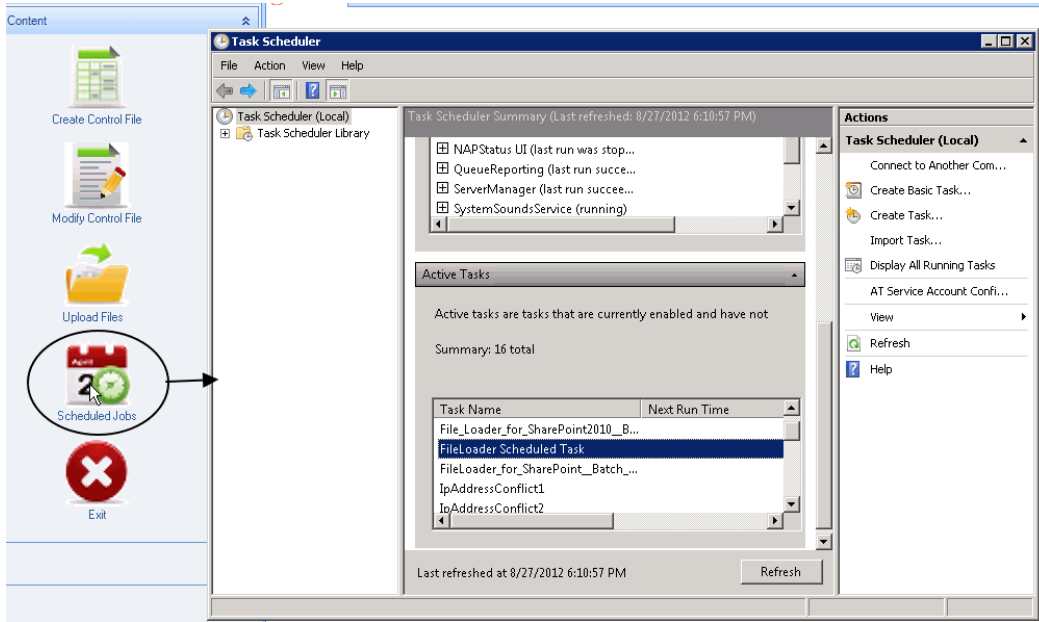 Content
Create Control File
Modify Control File
Upload Files
April
2
Scheduled Jobs
Exit
Task Scheduler
File Action View Help
Task Scheduler (Local)
Task Scheduler Library
Task Scheduler Summary (Last refreshed: 8/27/2012 6:10:57 PM)
NAPStatus UI (last run was stop...
QueueReporting (last run succe...
ServerManager (last run succee...
SystemSoundsService (running)
Active Tasks
Active tasks are tasks that are currently enabled and have not
Summary: 16 total
Task Name Next Run Time
File_Loader_for_SharePoint2010__B...
FileLoader Scheduled Task
FileLoader_for_SharePoint__Batch_...
IpAddressConflict1
IpAddressConflict2
Last refreshed at 8/27/2012 6:10:57 PM
Refresh
Actions
Task Scheduler (Local)
Connect to Another Com...
Create Basic Task...
Create Task...
Import Task...
Display All Running Tasks
AT Service Account Confi...
View
Refresh
Help